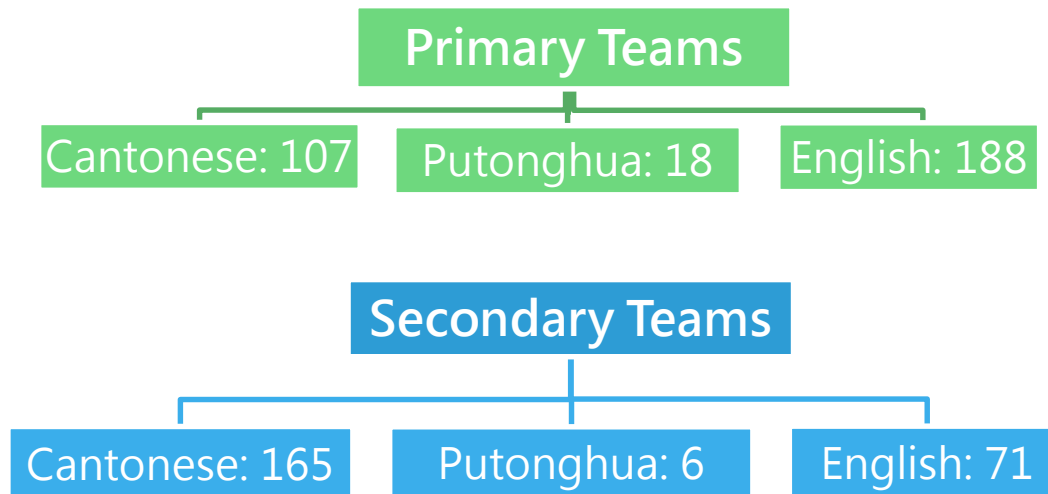 Primary Teams
Cantonese: 107
Putonghua: 18
English: 188
Secondary Teams
Cantonese: 165
Putonghua: 6
English: 71